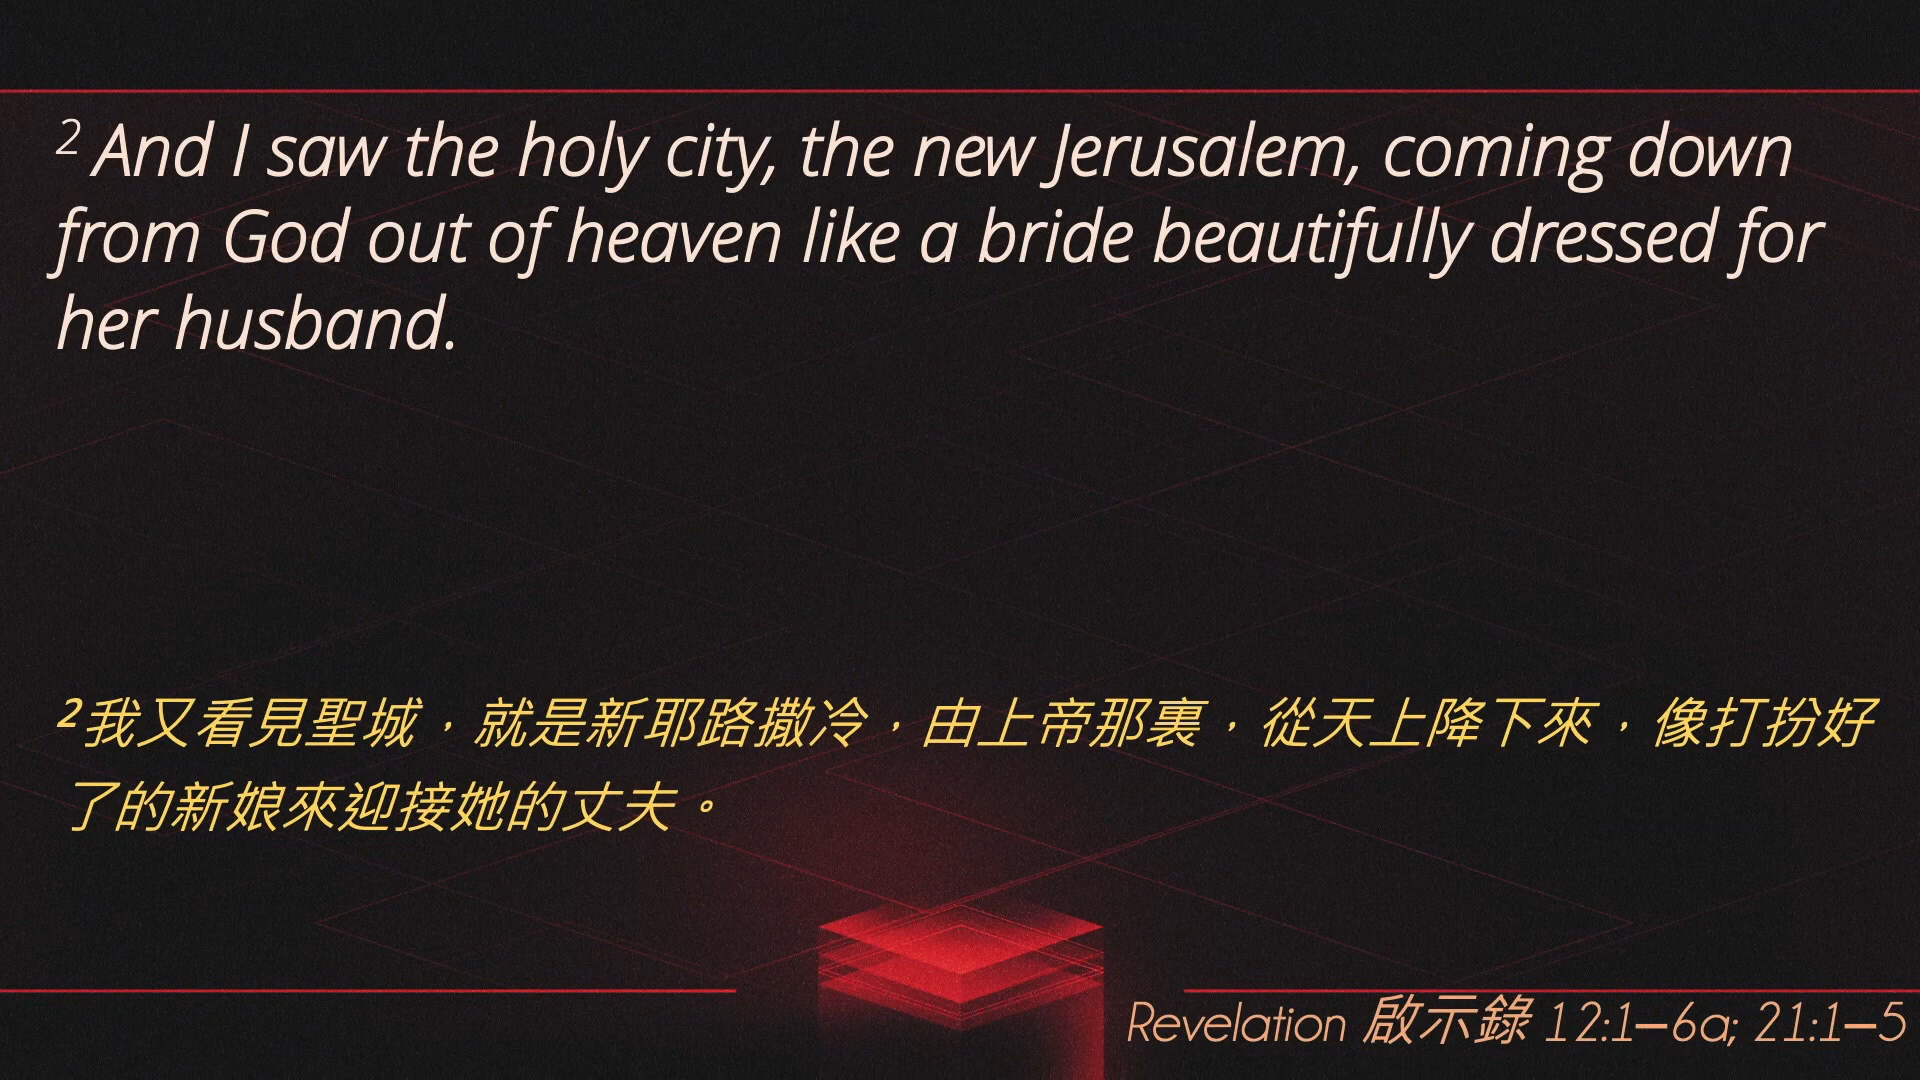 2 And I saw the holy city, the new Jerusalem, coming down
from God out of heaven like a bride beautifully dressed for
her husband.
2我又看見聖城，就是新耶路撒冷，由上帝那裏，從天上降下來，像打扮好
了的新娘來迎接她的丈夫。
Revelation 啟示錄 12:1–6a; 21:1–5